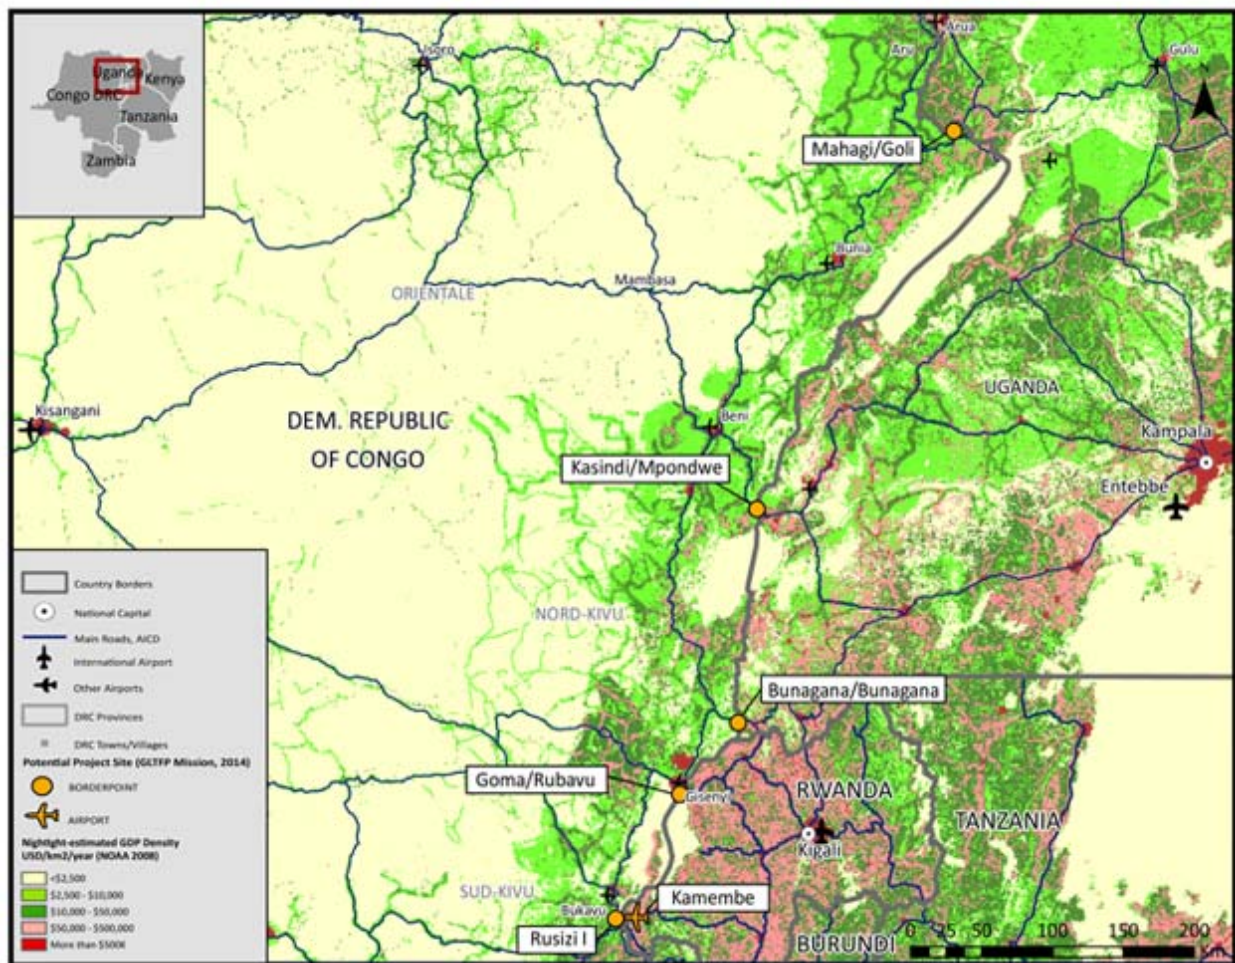 Uganda
Kenya
Congo DRC
Tanzania
Zambia
Isoro
Arua
Aru
Gulu
N
Mahagi/Goli
Bunia
Mambasa
ORIENTALE
UGANDA
Kisangani
DEM. REPUBLIC
OF CONGO
Beni
Kampala
Kasindi/Mpondwe
Entebbe
NORD-KIVU
Bunagana/Bunagana
Goma/Rubavu
Gisenyi
RWANDA
TANZANIA
Kigali
SUD-KIVU
Kamembe
Bukavu
Rusizi I
BURUNDI
0 25 50 100 150 200
Km
Country Borders
National Capital
Main Roads, AICD
International Airport
Other Airports
DRC Provinces
DRC Towns/Villages
Potential Project Site (GLTFP Mission, 2014)
BORDERPOINT
AIRPORT
Nightlight-estimated GDP Density
USD/km2/year (NOAA 2008)
<$2,500
$2,500 - $10,000
$10,000 - $50,000
$50,000 - $500,000
More than $500K